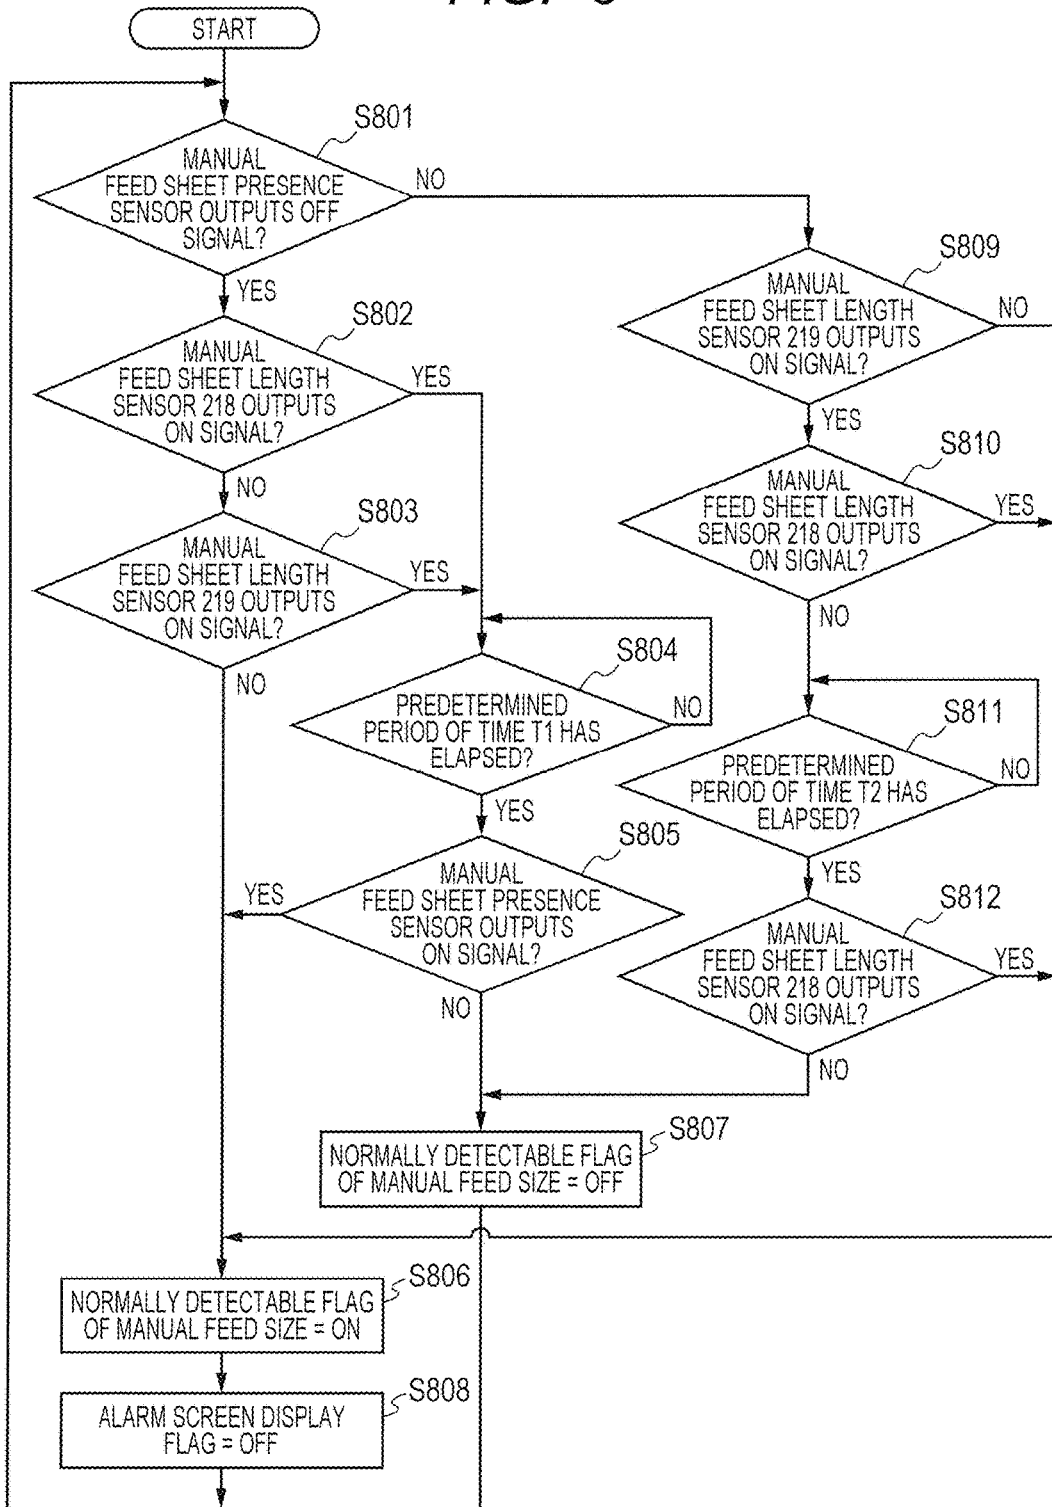 START
S801
MANUAL
FEED SHEET PRESENCE
SENSOR OUTPUTS OFF
SIGNAL?
NO
YES
S802
MANUAL
FEED SHEET LENGTH
SENSOR 218 OUTPUTS
ON SIGNAL?
YES
NO
S803
MANUAL
FEED SHEET LENGTH
SENSOR 219 OUTPUTS
ON SIGNAL?
YES
NO
S804
PREDETERMINED
PERIOD OF TIME T1 HAS
ELAPSED?
NO
YES
S805
MANUAL
FEED SHEET PRESENCE
SENSOR OUTPUTS
ON SIGNAL?
YES
NO
S809
MANUAL
FEED SHEET LENGTH
SENSOR 219 OUTPUTS
ON SIGNAL?
NO
YES
S810
MANUAL
FEED SHEET LENGTH
SENSOR 218 OUTPUTS
ON SIGNAL?
YES
NO
S811
PREDETERMINED
PERIOD OF TIME T2 HAS
ELAPSED?
NO
YES
S812
MANUAL
FEED SHEET LENGTH
SENSOR 218 OUTPUTS
ON SIGNAL?
YES
NO
S807
NORMALLY DETECTABLE FLAG
OF MANUAL FEED SIZE = OFF
S806
NORMALLY DETECTABLE FLAG
OF MANUAL FEED SIZE = ON
S808
ALARM SCREEN DISPLAY
FLAG = OFF